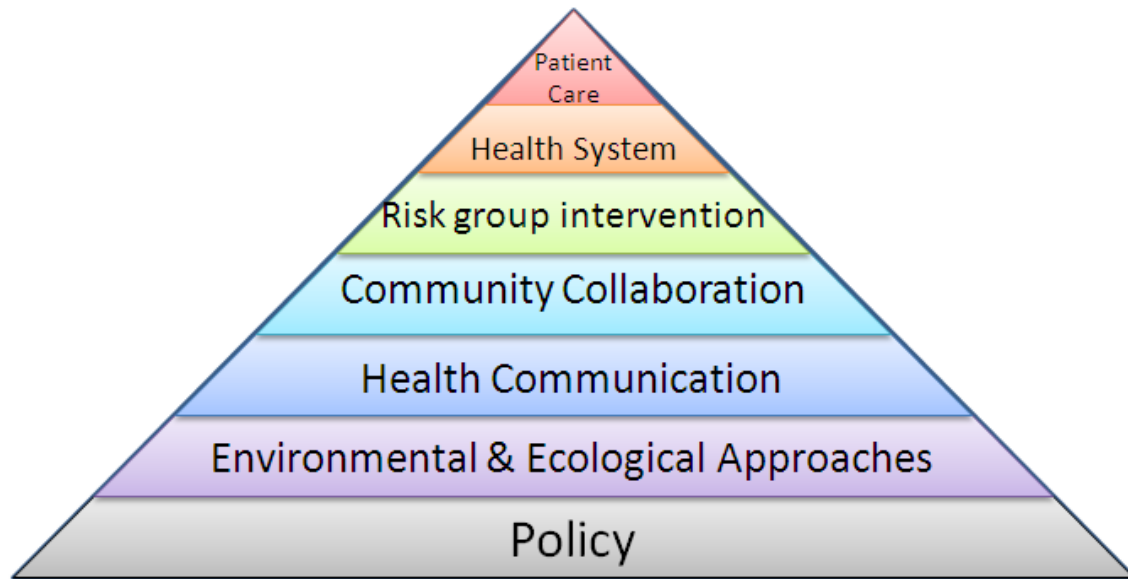 Patient
Care
Health System
Risk group intervention
Community Collaboration
Health Communication
Environmental & Ecological Approaches
Policy